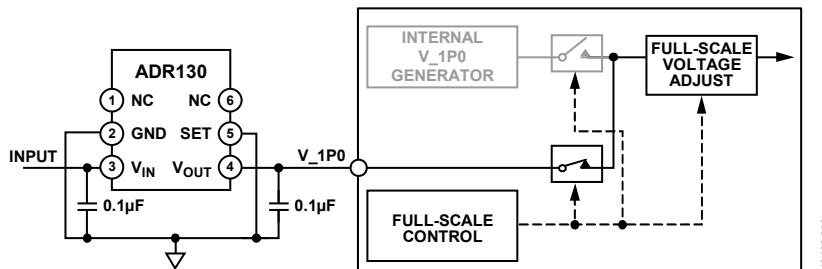 ADR130
1 NC
NC 6
2 GND
SET 5
INPUT
3 VIN
VOUT 4
0.1µF
0.1µF
V_1P0
INTERNAL
V_1P0
GENERATOR
FULL-SCALE
VOLTAGE
ADJUST
FULL-SCALE
CONTROL